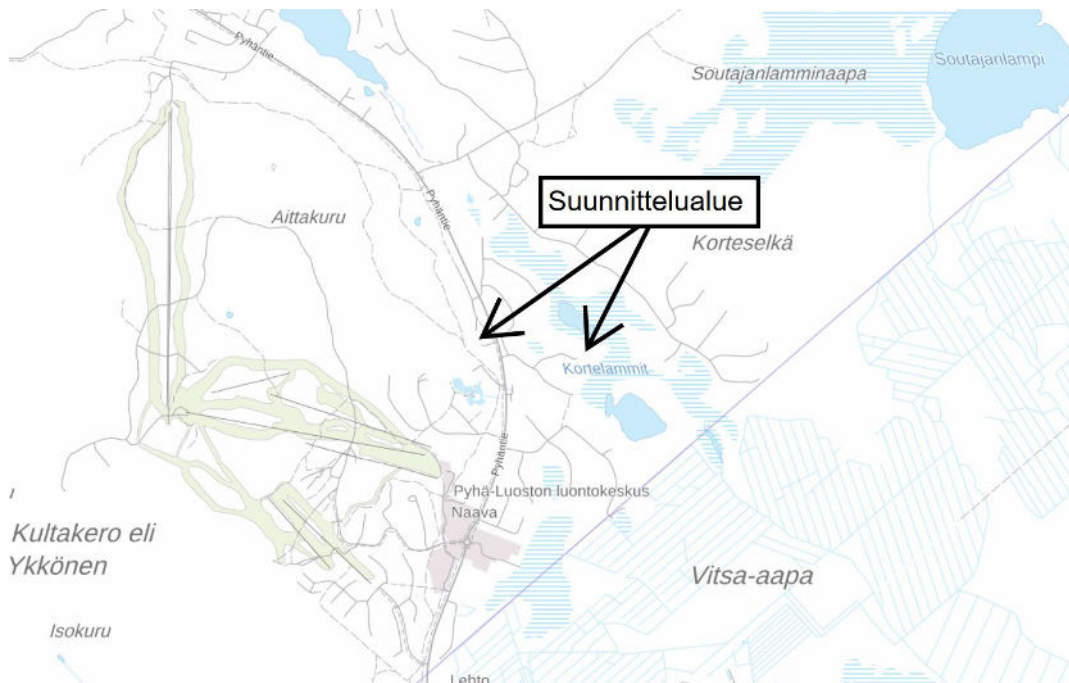 Pyhäntie
Soutajanlampi
Soutajanlamminaapa
Suunnittelualue
Pyhäntie
Aittakuru
Korteselkä
Kortelammit
Pyhäntie
Pyhä-Luoston luontokeskus
Naava
Kultakero eli
Ykkönen
Vitsa-aapa
Isokuru
Lehto